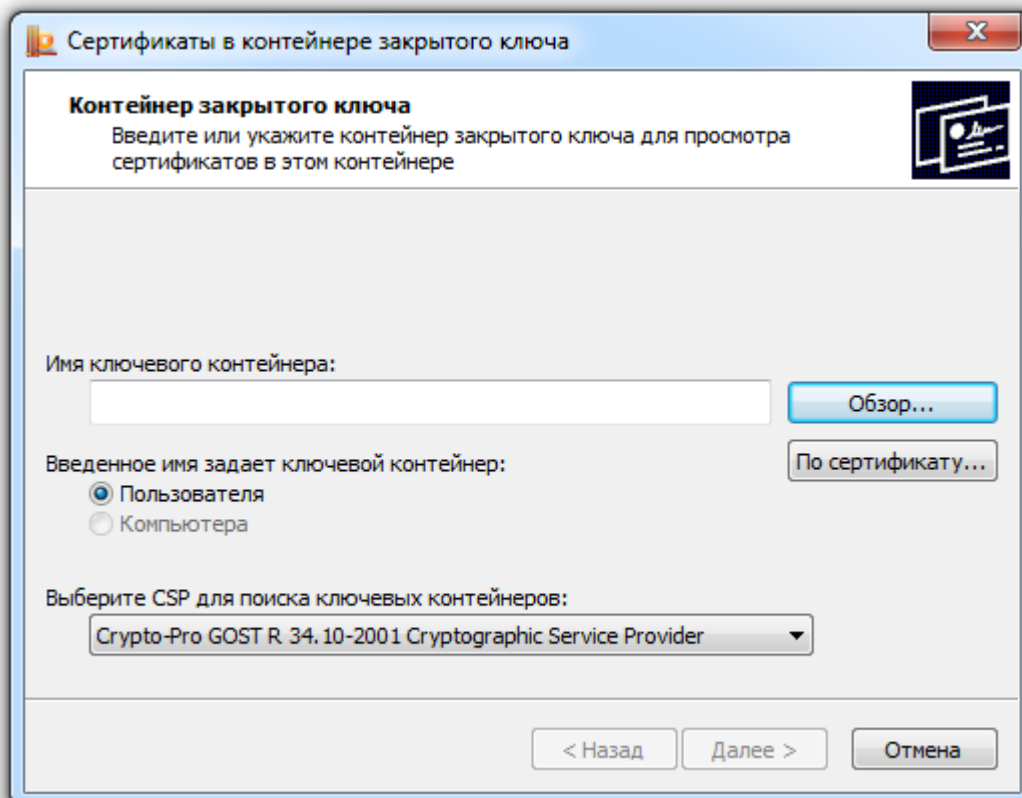 Сертификаты в контейнере закрытого ключа
Контейнер закрытого ключа
Введите или укажите контейнер закрытого ключа для просмотра
сертификатов в этом контейнере
Имя ключевого контейнера:
Обзор...
Введенное имя задает ключевой контейнер:
По сертификату...
Пользователя
Компьютера
Выберите CSP для поиска ключевых контейнеров:
Crypto-Pro GOST R 34.10-2001 Cryptographic Service Provider
< Назад
Далее >
Отмена